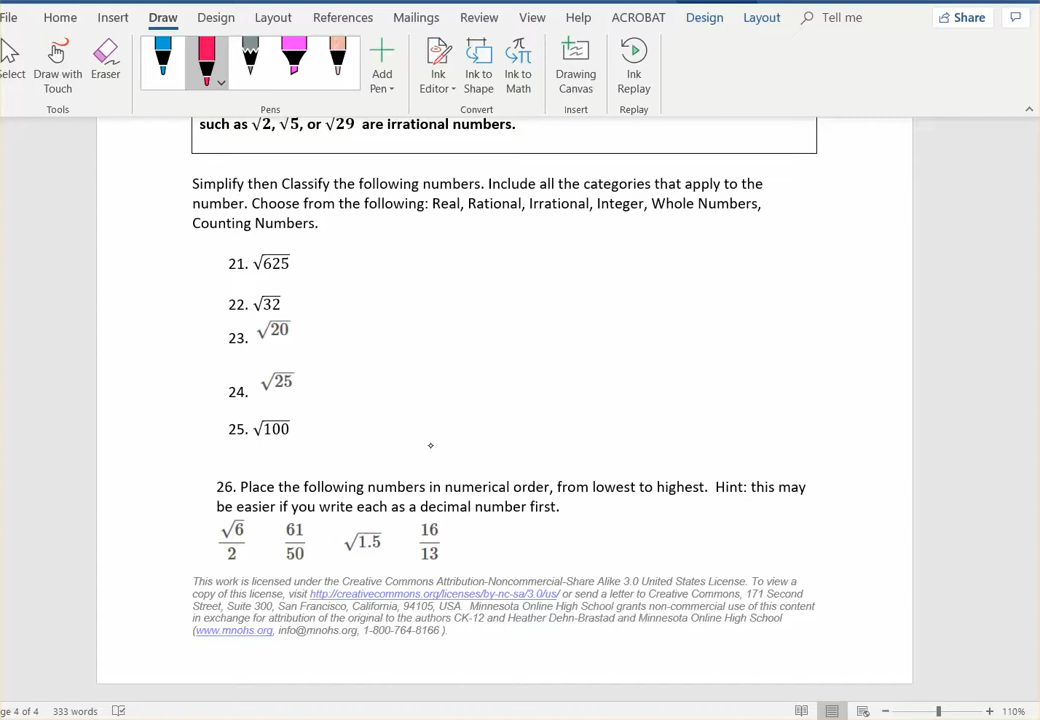 File Home Insert Draw Design Layout References Mailings Review View Help ACROBAT Design Layout Tell me Share
Select Draw with Touch Eraser Add Pen Ink Editor Ink to Shape Ink to Math Drawing Canvas Ink Replay
Tools Pens Convert Insert Replay
such as √2, √5, or √29 are irrational numbers.
Simplify then Classify the following numbers. Include all the categories that apply to the
number. Choose from the following: Real, Rational, Irrational, Integer, Whole Numbers,
Counting Numbers.
21. √625
22. √32
23. √20
24. √25
25. √100
26. Place the following numbers in numerical order, from lowest to highest. Hint: this may
be easier if you write each as a decimal number first.
√6/2 61/50 √1.5 16/13
This work is licensed under the Creative Commons Attribution-Noncommercial-Share Alike 3.0 United States License. To view a
copy of this license, visit http://creativecommons.org/licenses/by-nc-sa/3.0/us/ or send a letter to Creative Commons, 171 Second
Street, Suite 300, San Francisco, California, 94105, USA. Minnesota Online High School grants non-commercial use of this content
in exchange for attribution of the original to the authors CK-12 and Heather Dehn-Brastad and Minnesota Online High School
(www.mnohs.org, info@mnohs.org, 1-800-764-8166 ).
age 4 of 4 333 words 110%